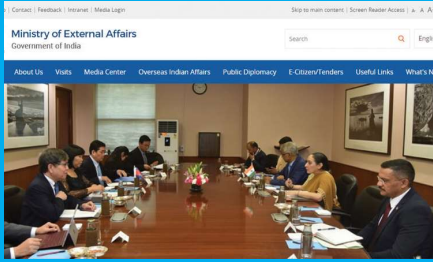 Contact | Feedback | Intranet | Media Login
Skip to main content | Screen Reader Access | A A A
Ministry of External Affairs
Government of India
Search
About Us Visits Media Center Overseas Indian Affairs Public Diplomacy E-Citizen/Tenders Useful Links What's